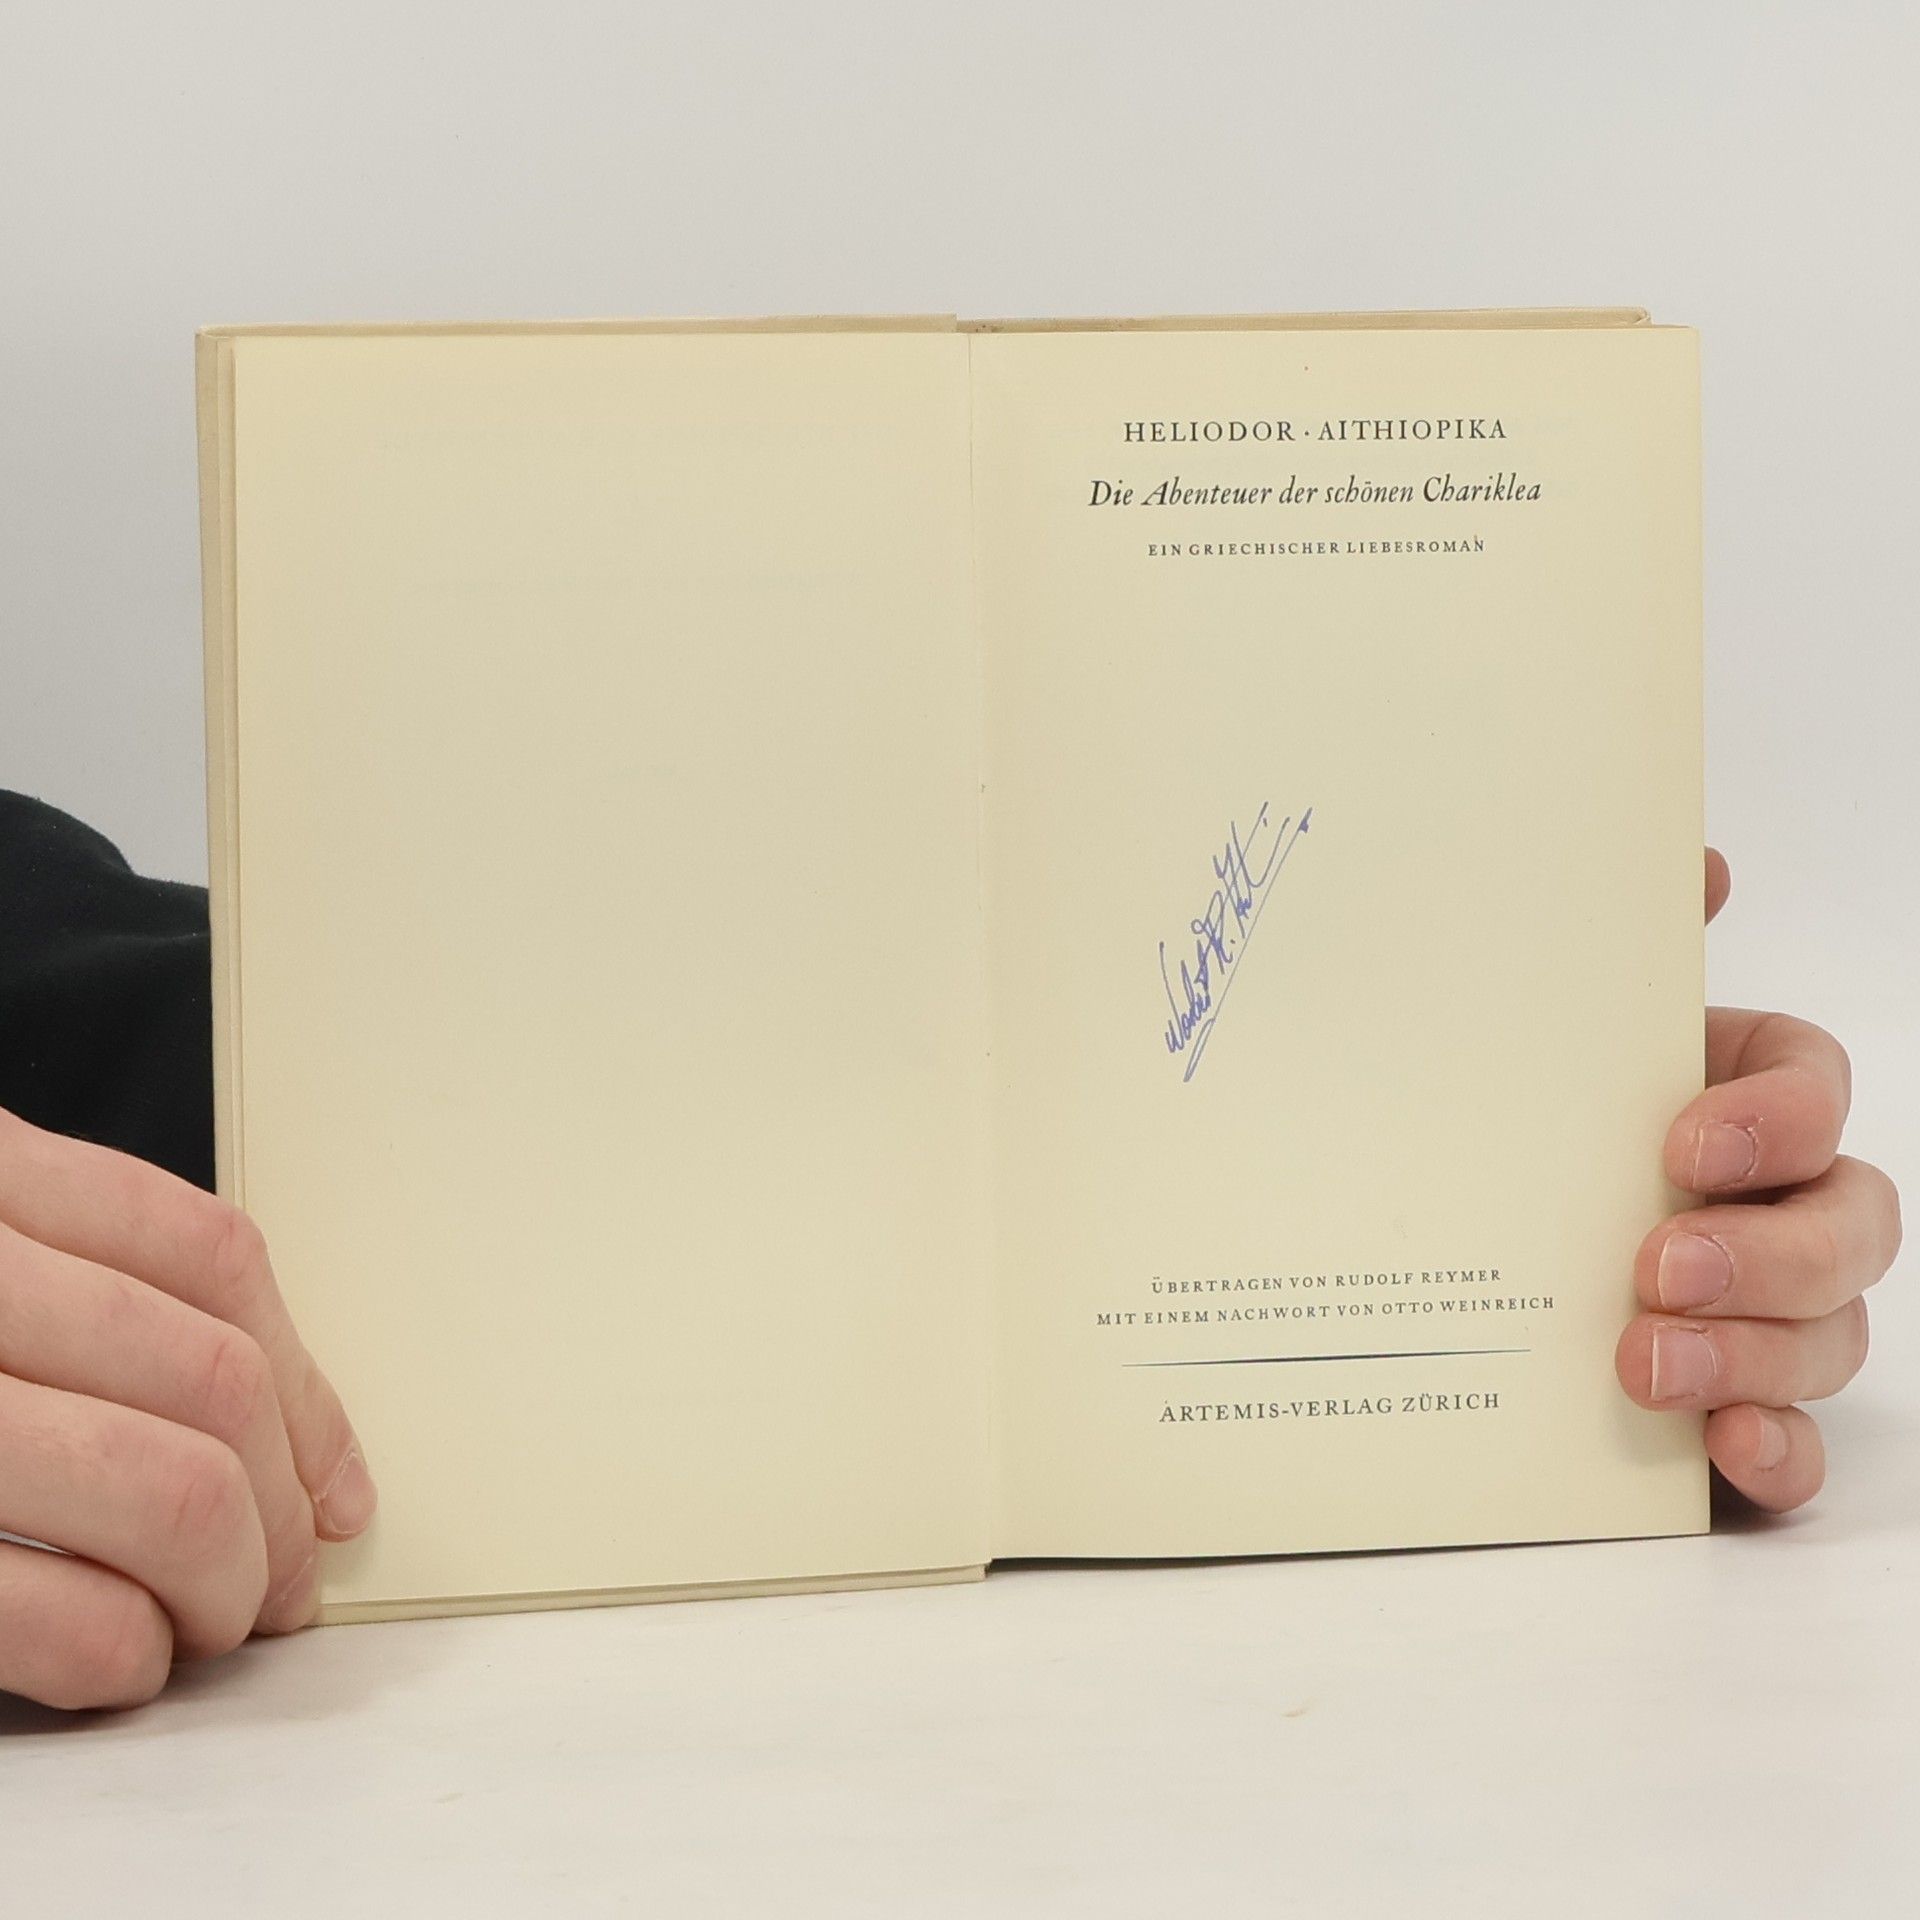 HELIODOR · AITHIOPIKA
Die Abenteuer der schönen Chariklea
EIN GRIECHISCHER LIEBESROMAN
ÜBERTRAGEN VON RUDOLF REYMER
MIT EINEM NACHWORT VON OTTO WEINREICH
ARTEMIS-VERLAG ZÜRICH